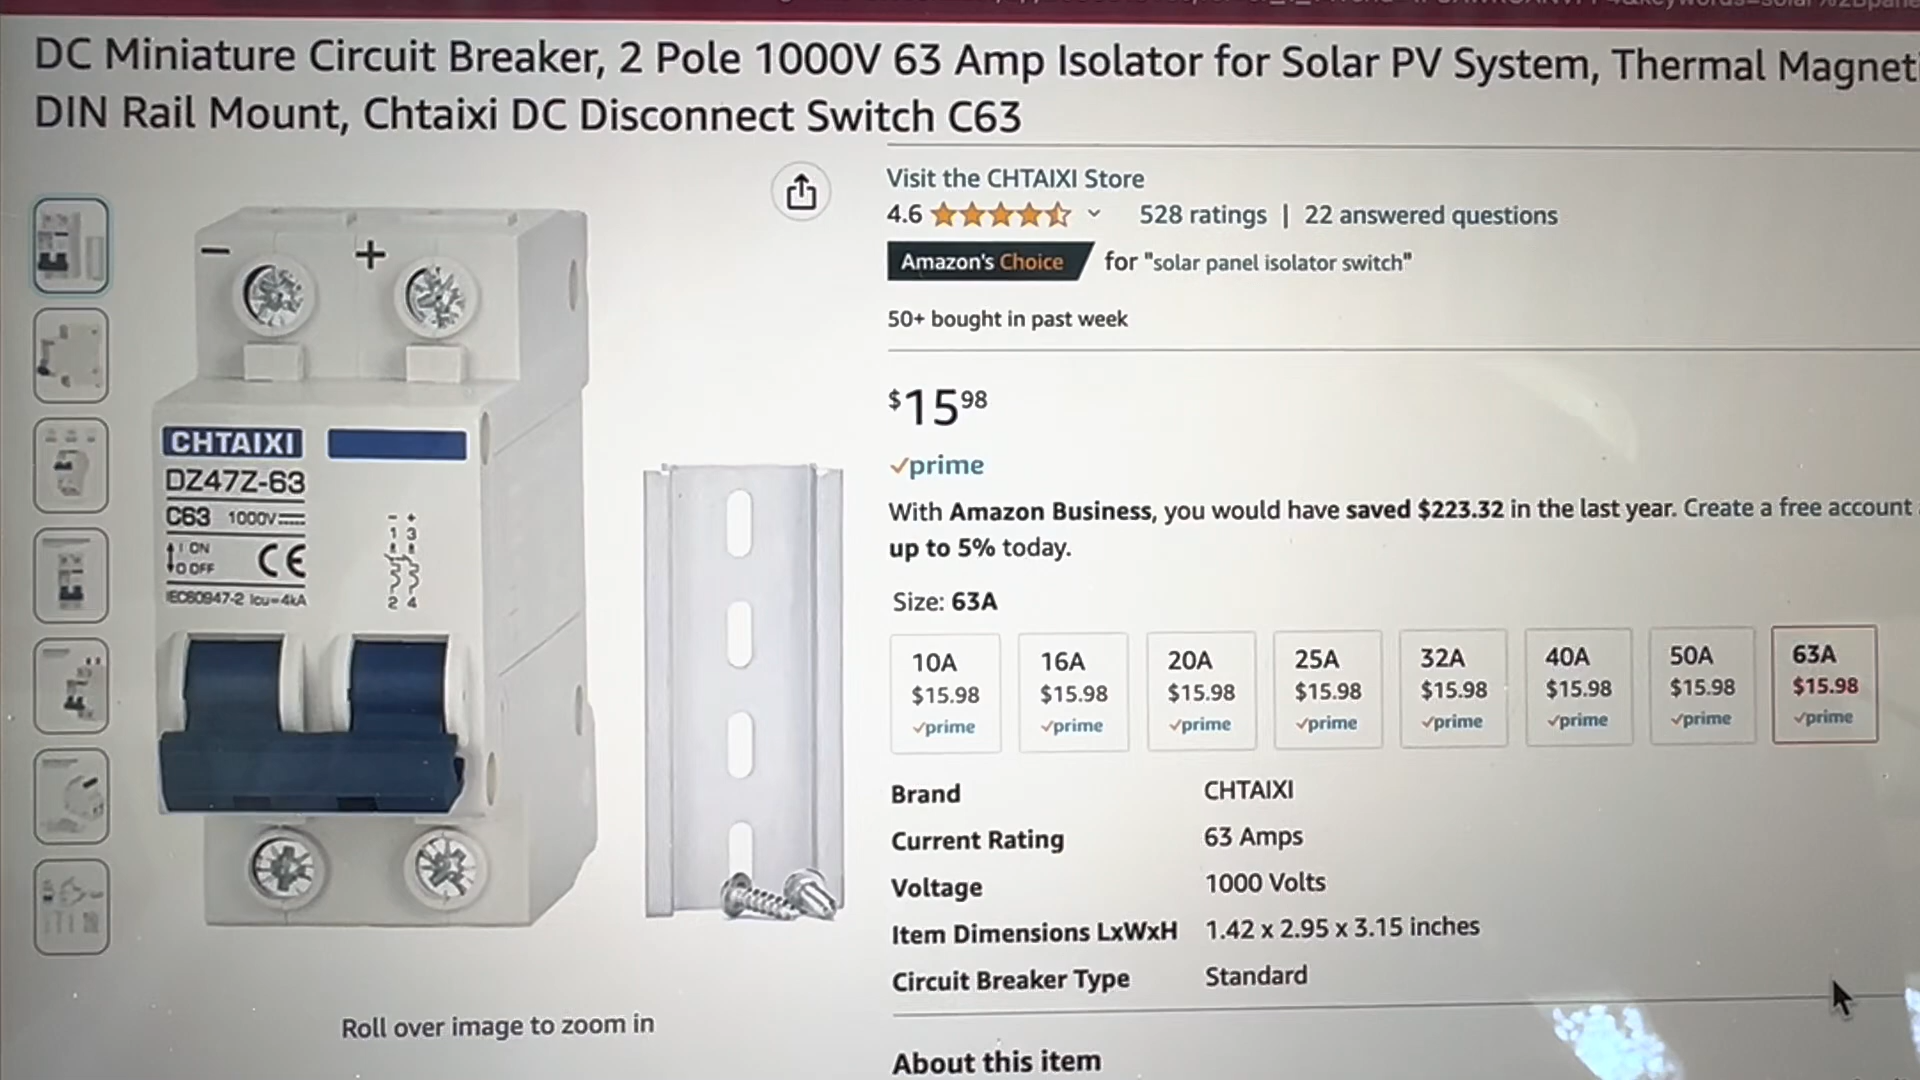 DC Miniature Circuit Breaker, 2 Pole 1000V 63 Amp Isolator for Solar PV System, Thermal
DIN Rail Mount, Chtaixi DC Disconnect Switch C63
Visit the CHTAIXI Store
4.6 528 ratings | 22 answered questions
Amazon's Choice for "solar panel isolator switch"
50+ bought in past week
$15.98
prime
With Amazon Business, you would have saved $223.32 in the last year. Create a free account
up to 5% today.
Size: 63A
10A 16A 20A 25A 32A 40A 50A 63A
$15.98 $15.98 $15.98 $15.98 $15.98 $15.98 $15.98 $15.98
prime prime prime prime prime prime prime prime
Brand CHTAIXI
Current Rating 63 Amps
Voltage 1000 Volts
Item Dimensions LxWxH 1.42 x 2.95 x 3.15 inches
Circuit Breaker Type Standard
About this item
- +
CHTAIXI
DZ47Z-63
C63 1000V
I ON
O OFF
CE
IEC60947-2 Icu=4kA
- +
1 3
2 4
Roll over image to zoom in